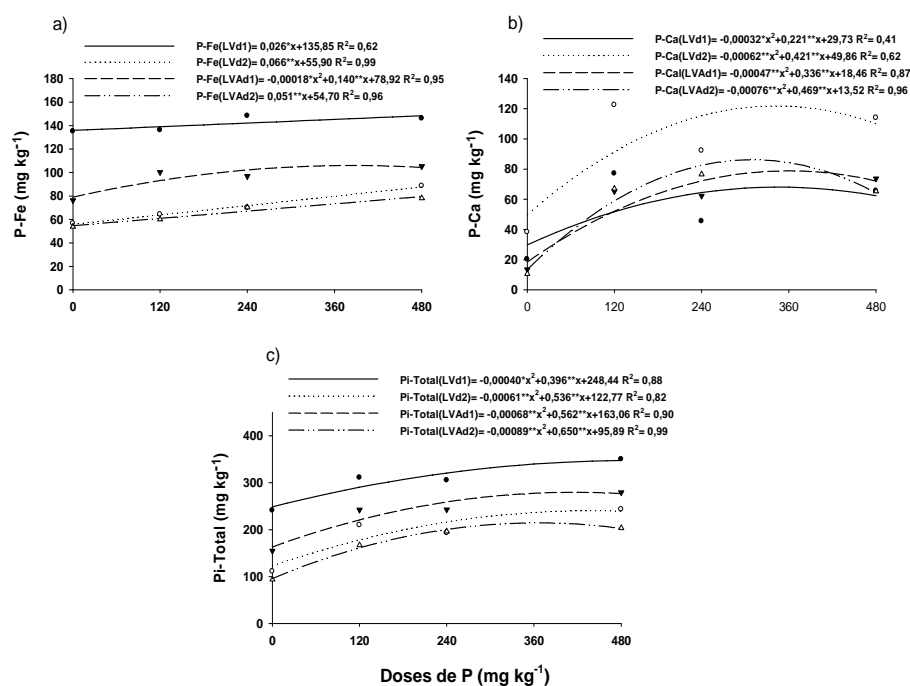 a)
P-Fe(LVd1)= 0,026*x+135,85 R²= 0,62
P-Fe(LVd2)= 0,066**x+55,90 R²= 0,99
P-Fe(LVAd1)= -0,00018*x²+0,140**x+78,92 R²= 0,95
P-Fe(LVAd2)= 0,051**x+54,70 R²= 0,96
P-Fe (mg kg⁻¹)
180
160
140
120
100
80
60
40
20
0
0 120 240 360 480
b)
P-Ca(LVd1)= -0,00032*x²+0,221**x+29,73 R²= 0,41
P-Ca(LVd2)= -0,00062**x²+0,421**x+49,86 R²= 0,62
P-Cal(LVAd1)= -0,00047**x²+0,336**x+18,46 R²= 0,87
P-Ca(LVAd2)= -0,00076**x²+0,469**x+13,52 R²= 0,96
P-Ca (mg kg⁻¹)
140
120
100
80
60
40
20
0
0 120 240 360 480
c)
Pi-Total(LVd1)= -0,00040*x²+0,396**x+248,44 R²= 0,88
Pi-Total(LVd2)= -0,00061**x²+0,536**x+122,77 R²= 0,82
Pi-Total(LVAd1)= -0,00068**x²+0,562**x+163,06 R²= 0,90
Pi-Total(LVAd2)= -0,00089**x²+0,650**x+95,89 R²= 0,99
Pi-Total (mg kg⁻¹)
400
300
200
100
0
0 120 240 360 480
Doses de P (mg kg⁻¹)